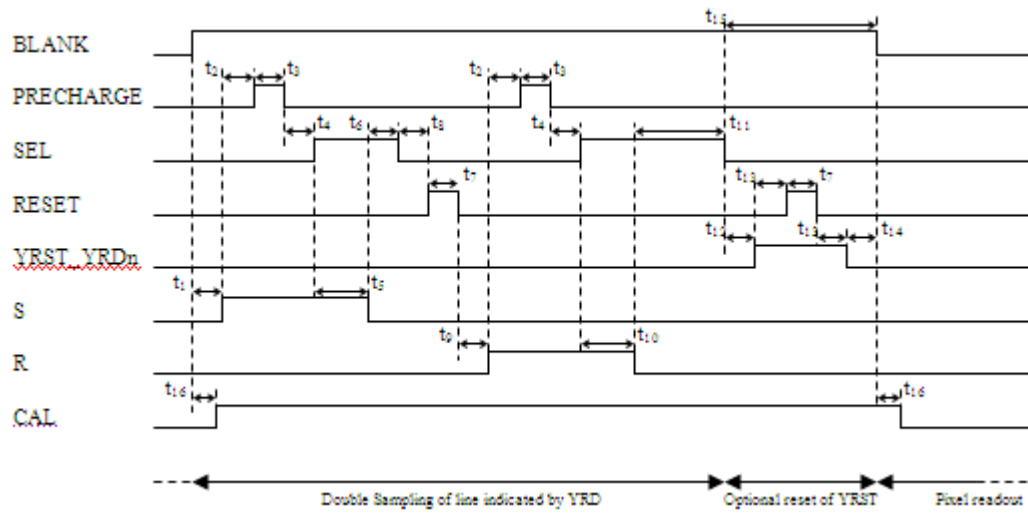 t₁₅
BLANK
t₂ t₃ t₂ t₃
PRECHARGE
t₄ t₆ t₈ t₄ t₁₁
SEL
t₇ t₁₃ t₇
RESET
t₁₂ t₁₃ t₁₄
YRST_YRDn
t₁ t₅
S
t₉ t₁₀
R
t₁₆ t₁₆
CAL
Double Sampling of line indicated by YRD Optional reset of YRST Pixel readout